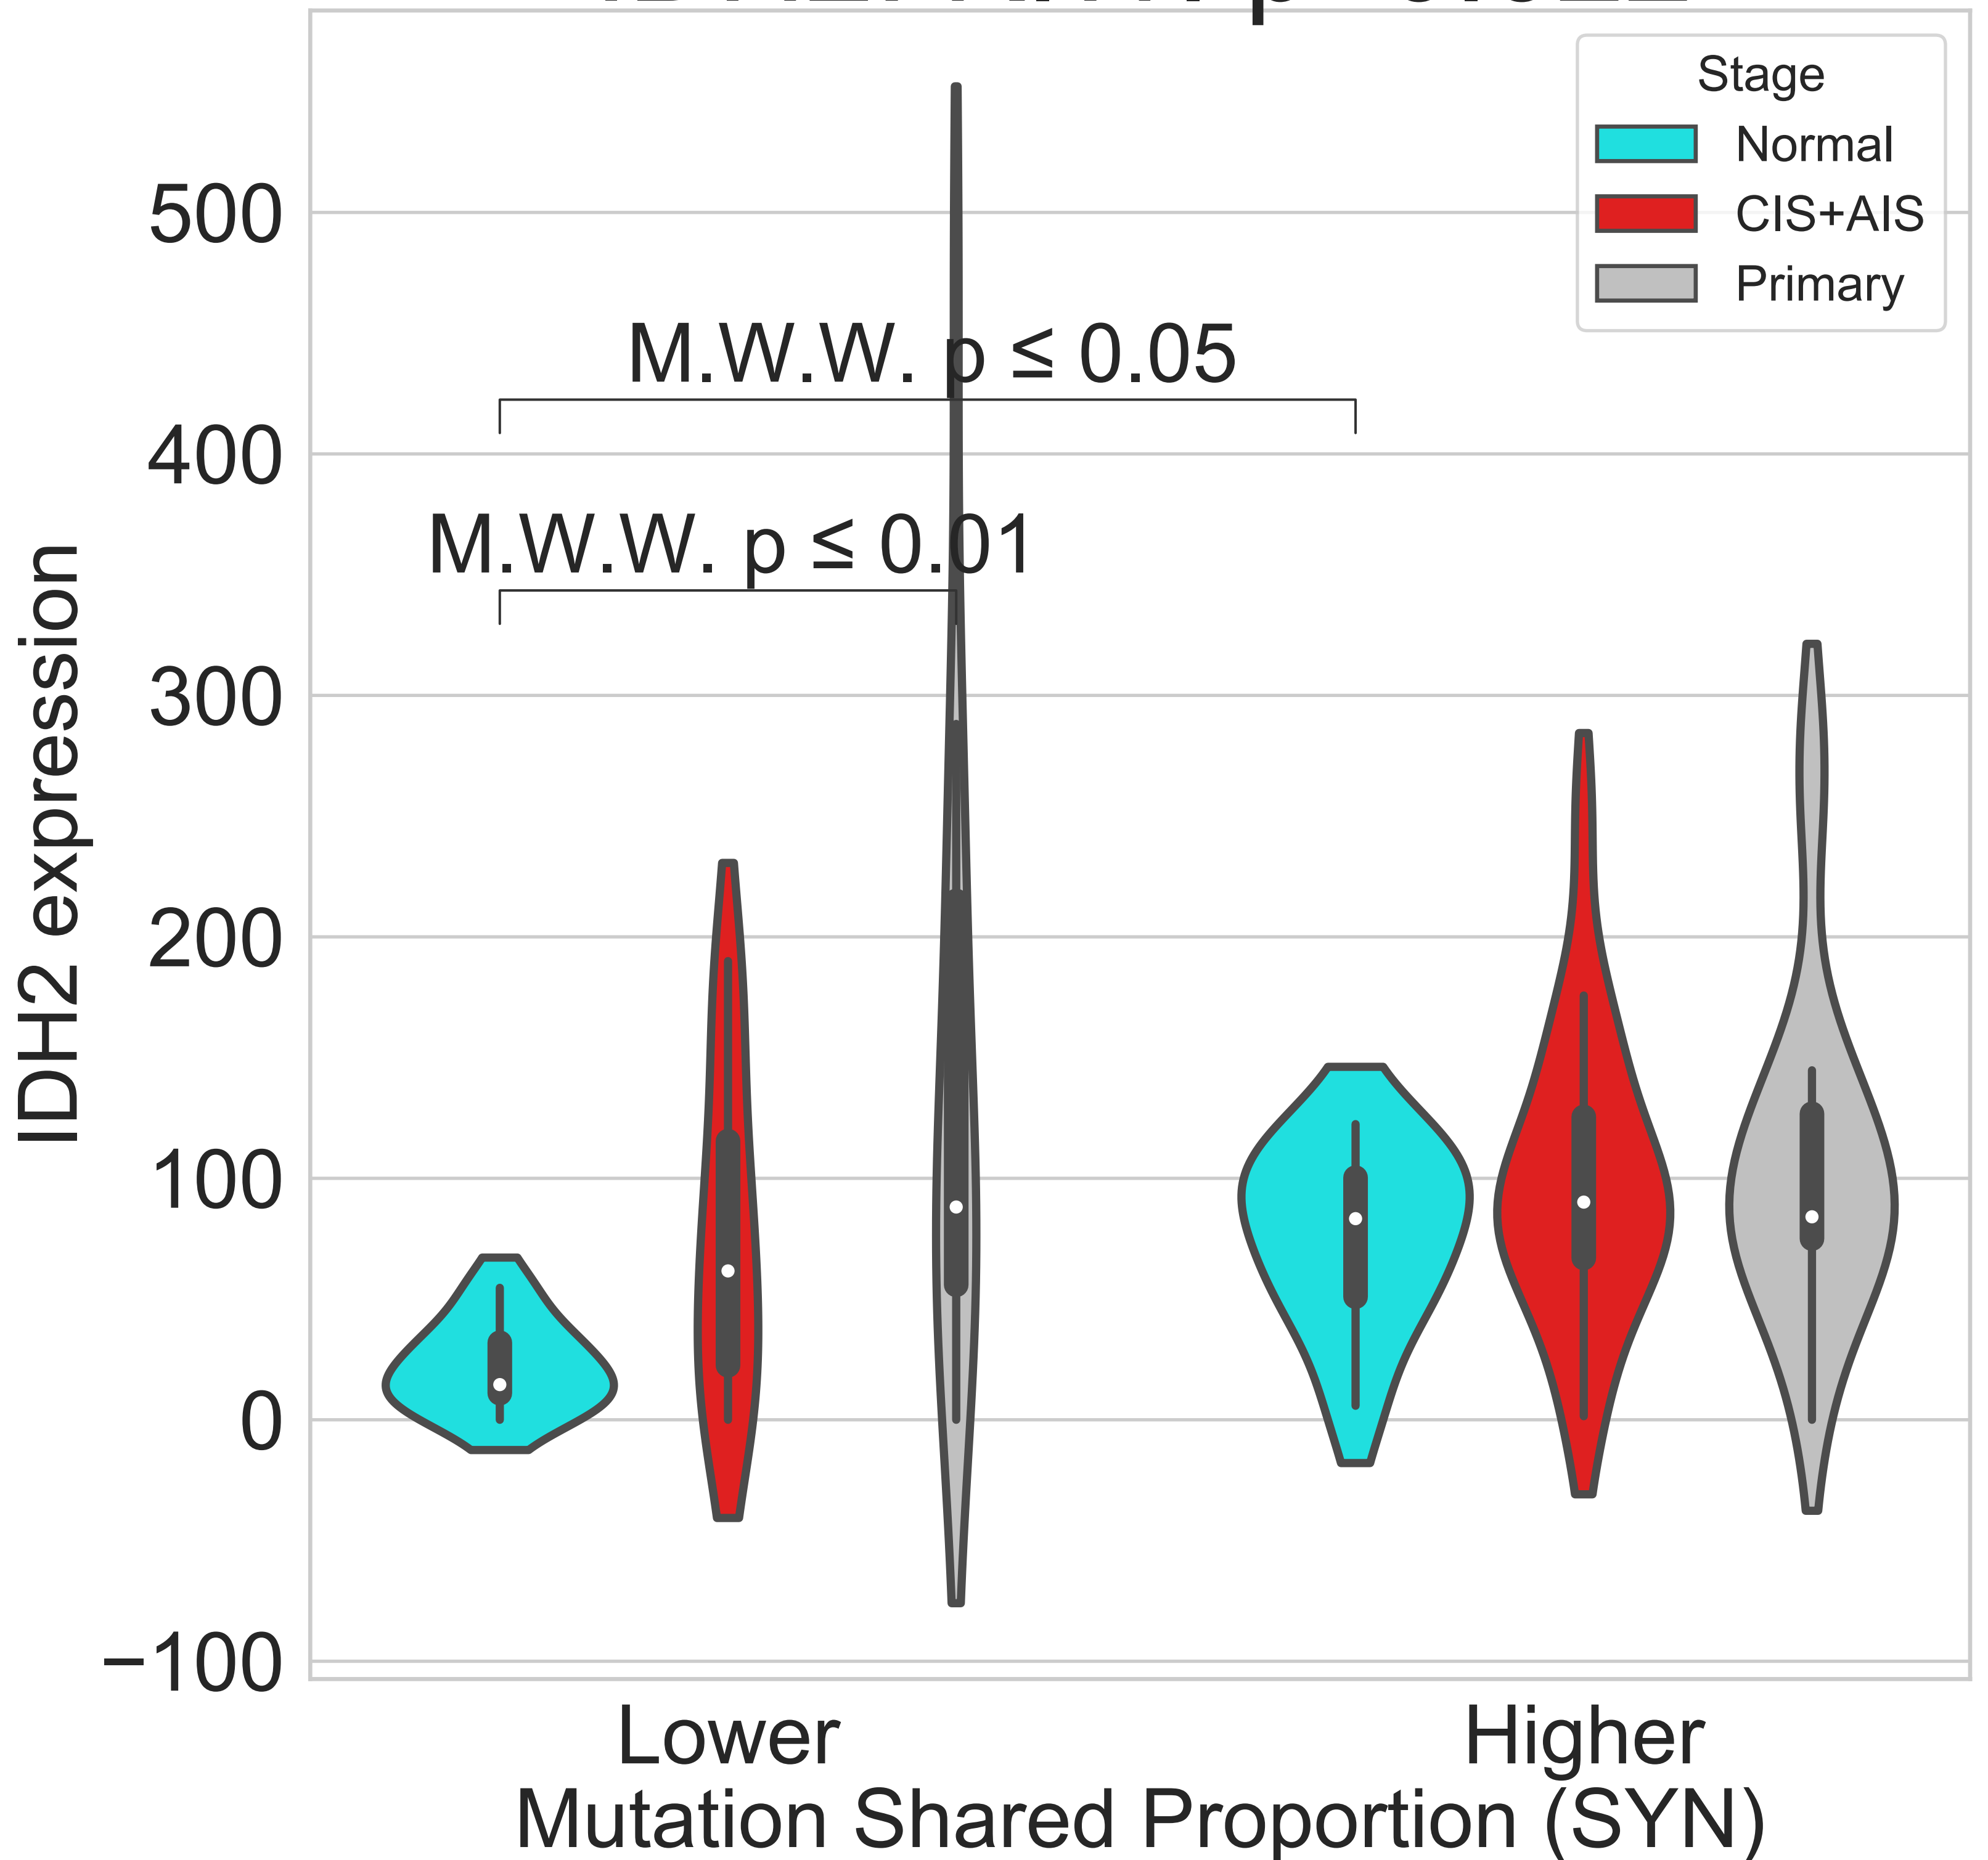 Stage
Normal
CIS+AIS
Primary
500
400
300
200
100
0
−100
M.W.W. p ≤ 0.05
M.W.W. p ≤ 0.01
IDH2 expression
Lower
Higher
Mutation Shared Proportion (SYN)